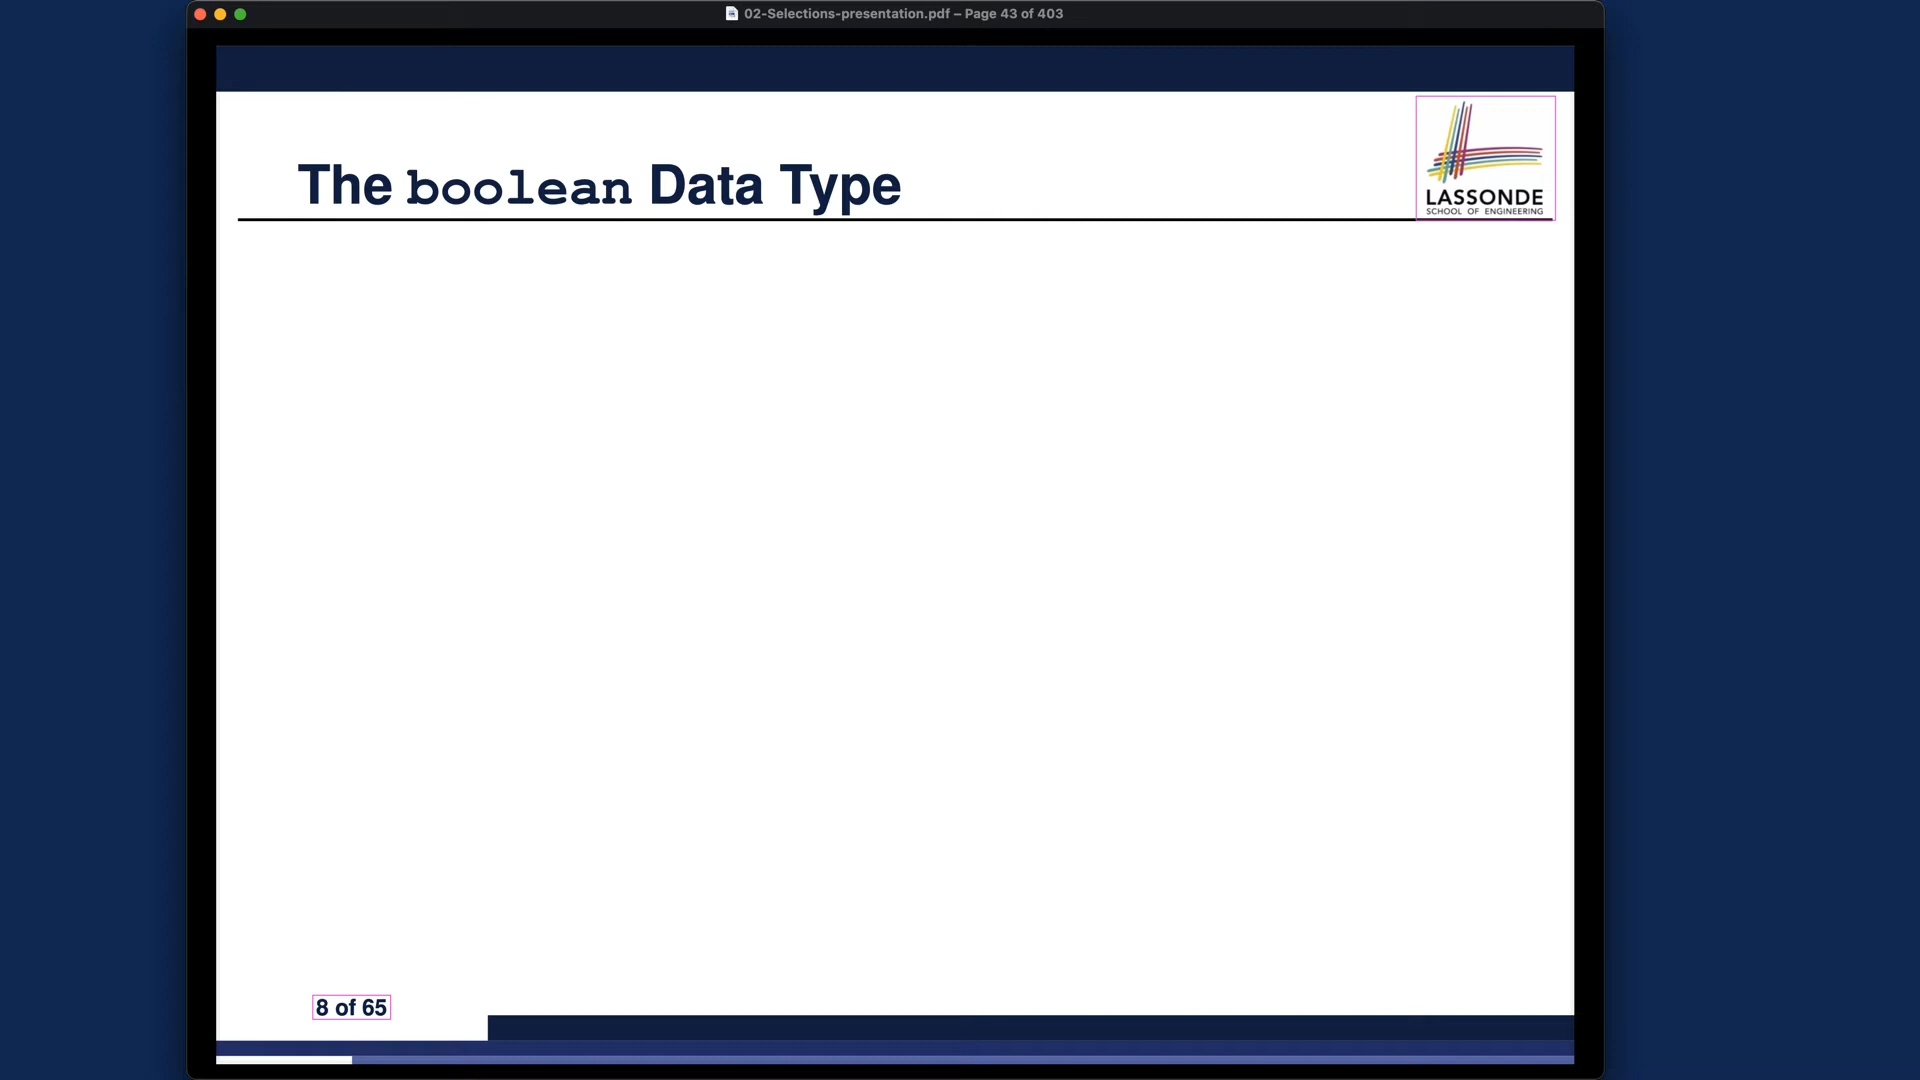 02-Selections-presentation.pdf – Page 43 of 403
The boolean Data Type
LASSONDE
SCHOOL OF ENGINEERING
8 of 65